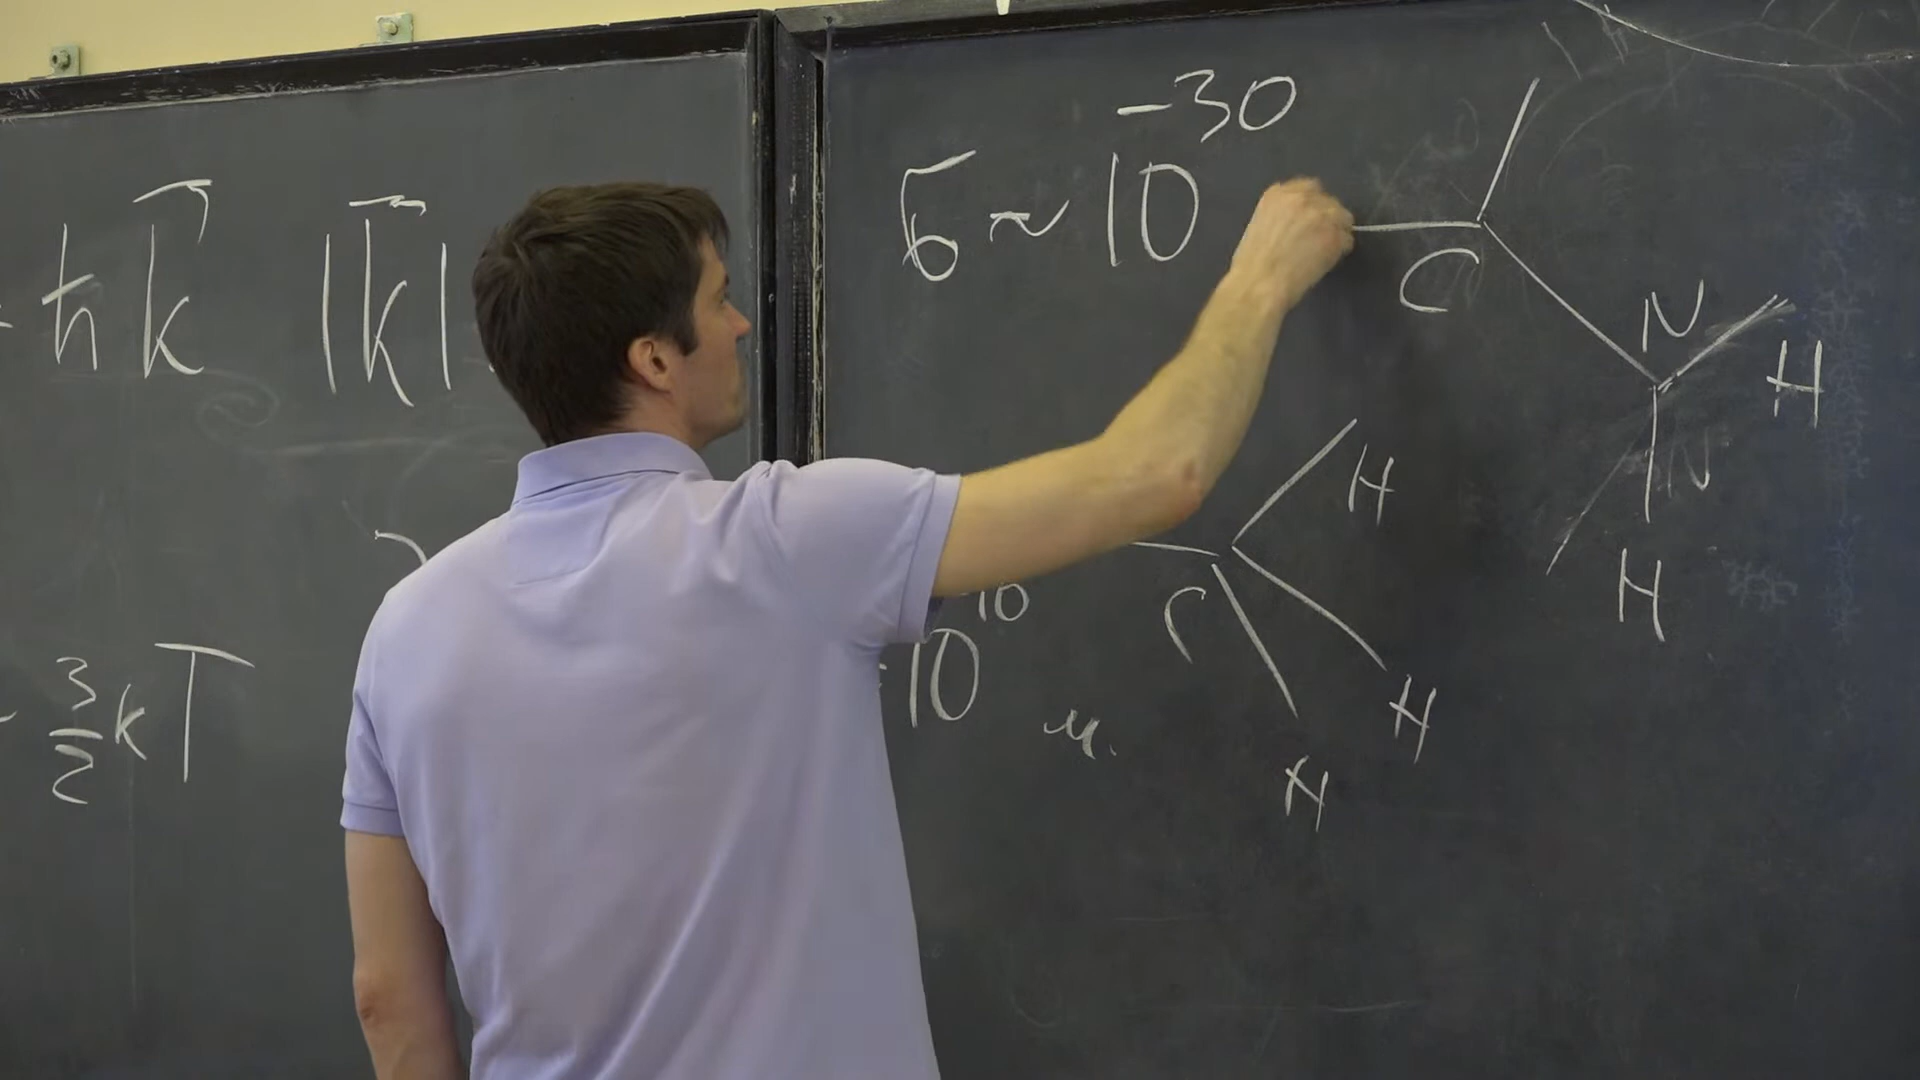 ħk⃗ |k⃗|
3/2 kT
σ ~ 10⁻³⁰
C
N
H
N
H
H
10⁻¹⁰ м.
C
H
H